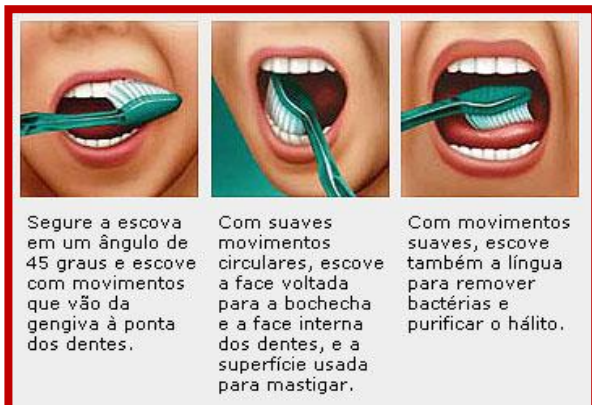 Segure a escova
em um ângulo de
45 graus e escove
com movimentos
que vão da
gengiva à ponta
dos dentes.
Com suaves
movimentos
circulares, escove
a face voltada
para a bochecha
e a face interna
dos dentes, e a
superfície usada
para mastigar.
Com movimentos
suaves, escove
também a língua
para remover
bactérias e
purificar o hálito.